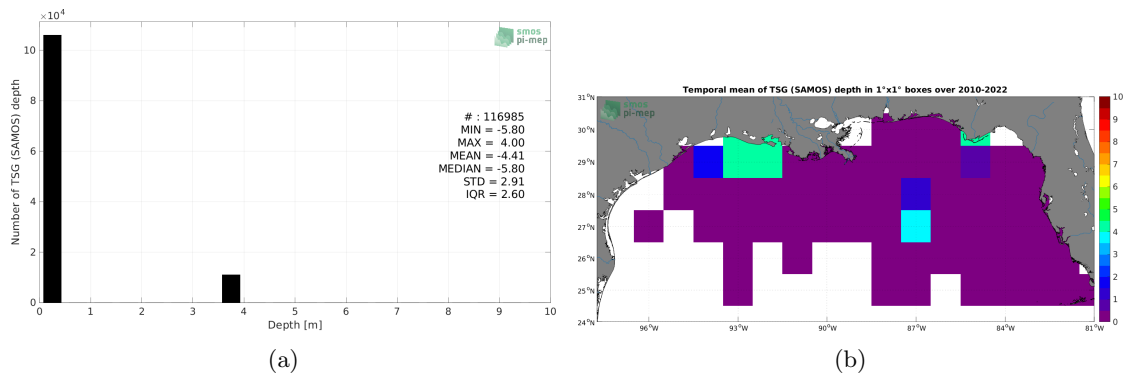 ×10⁴
smos
pi-mep
10
8
6
4
2
0
Number of TSG (SAMOS) depth
# : 116985
MIN = -5.80
MAX = 4.00
MEAN = -4.41
MEDIAN = -5.80
STD = 2.91
IQR = 2.60
0 1 2 3 4 5 6 7 8 9 10
Depth [m]
(a)
Temporal mean of TSG (SAMOS) depth in 1°x1° boxes over 2010-2022
smos
pi-mep
31°N
30°N
29°N
28°N
27°N
26°N
25°N
24°N
96°W 93°W 90°W 87°W 84°W 81°W
10
9
8
7
6
5
4
3
2
1
0
(b)